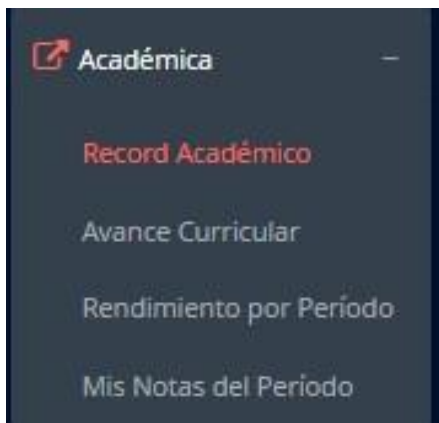 Académica
Record Académico
Avance Curricular
Rendimiento por Período
Mis Notas del Período